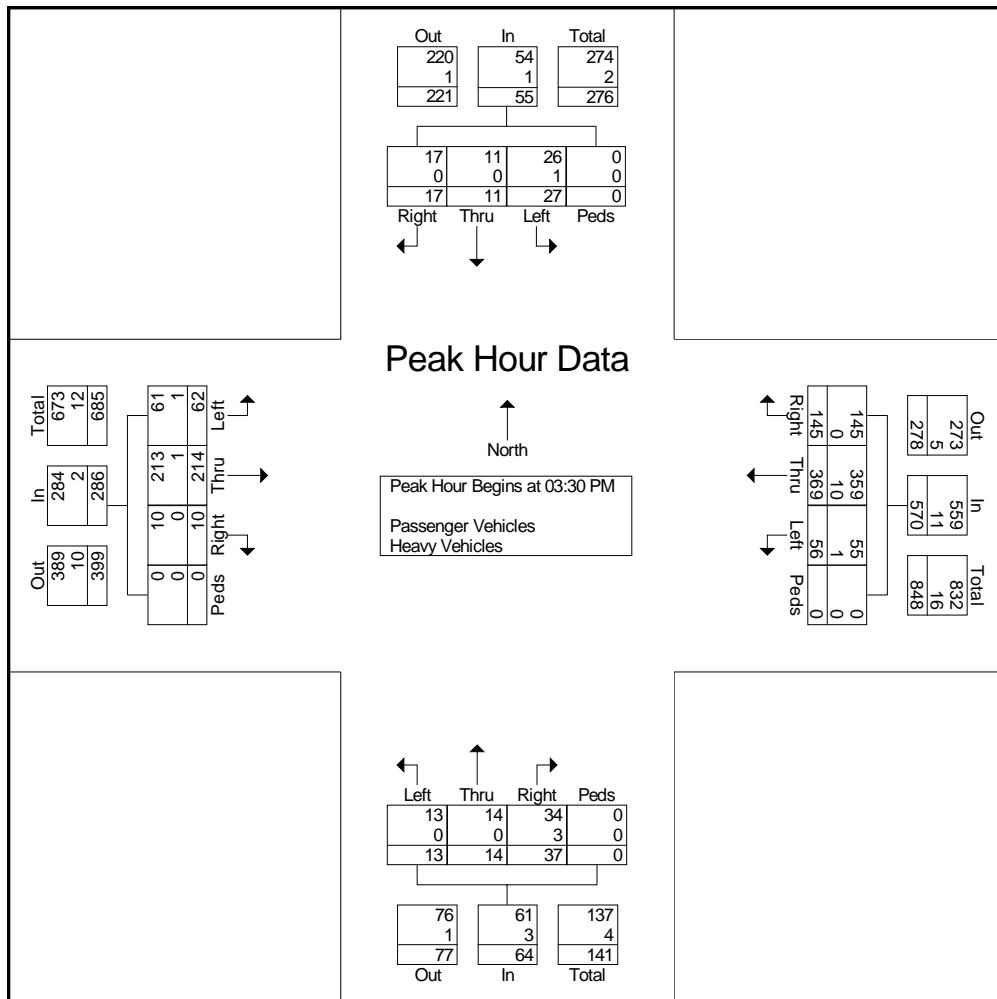 Out In Total
220 54 274
1 1 2
221 55 276
17 11 26 0
0 0 1 0
17 11 27 0
Right Thru Left Peds
Peak Hour Data
North
Peak Hour Begins at 03:30 PM
Passenger Vehicles
Heavy Vehicles
Total In Out
673 284 389
12 2 10
685 286 399
61 213 10 0
1 1 0 0
62 214 10 0
Left Thru Right Peds
Right Thru Left Peds
145 369 56 0
0 10 1 0
145 359 55 0
Out In Total
273 559 832
5 11 16
278 570 848
Left Thru Right Peds
13 14 34 0
0 0 3 0
13 14 37 0
76 61 137
1 3 4
77 64 141
Out In Total